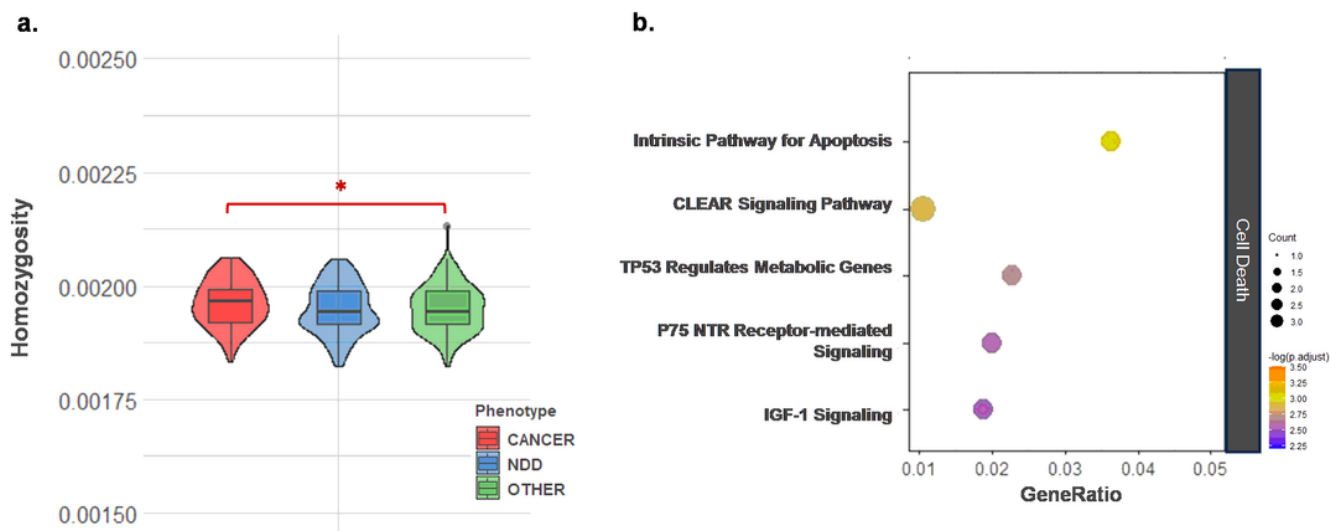 a.
0.00250
0.00225
0.00200
0.00175
0.00150
Homozygosity
*
Phenotype
CANCER
NDD
OTHER
b.
Intrinsic Pathway for Apoptosis
CLEAR Signaling Pathway
TP53 Regulates Metabolic Genes
P75 NTR Receptor-mediated
Signaling
IGF-1 Signaling
0.01 0.02 0.03 0.04 0.05
GeneRatio
Cell Death
Count
1.0
1.5
2.0
2.5
3.0
-log(p.adjust)
3.50
3.25
3.00
2.75
2.50
2.25